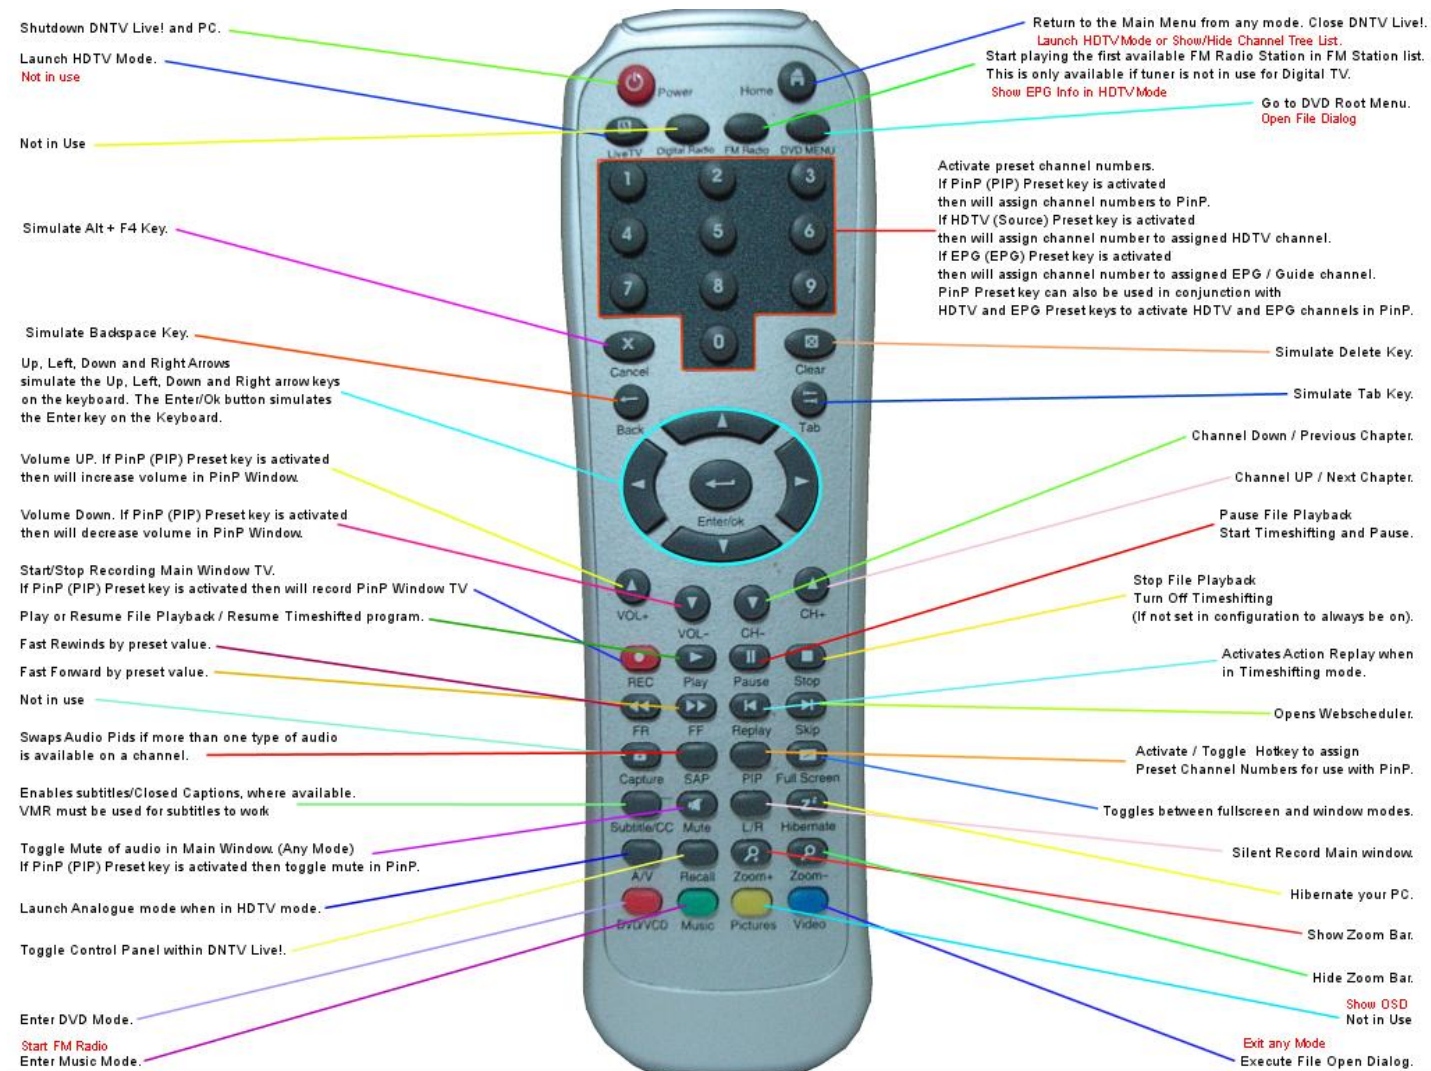 Shutdown DNTV Live! and PC.
Launch HDTV Mode.
Not in use
Not in Use
Simulate Alt + F4 Key.
Simulate Backspace Key.
Up, Left, Down and Right Arrows
simulate the Up, Left, Down and Right arrow keys
on the keyboard. The Enter/Ok button simulates
the Enter key on the Keyboard.
Volume UP. If PinP (PIP) Preset key is activated
then will increase volume in PinP Window.
Volume Down. If PinP (PIP) Preset key is activated
then will decrease volume in PinP Window.
Start/Stop Recording Main Window TV.
If PinP (PIP) Preset key is activated then will record PinP Window TV
Play or Resume File Playback / Resume Timeshifted program.
Fast Rewinds by preset value.
Fast Forward by preset value.
Not in use
Swaps Audio Pids if more than one type of audio
is available on a channel.
Enables subtitles/Closed Captions, where available.
VMR must be used for subtitles to work
Toggle Mute of audio in Main Window. (Any Mode)
If PinP (PIP) Preset key is activated then toggle mute in PinP.
Launch Analogue mode when in HDTV mode.
Toggle Control Panel within DNTV Live!.
Enter DVD Mode.
Start FM Radio
Enter Music Mode.
Power Home
LiveTV Digital Radio FM Radio DVD MENU
1 2 3
4 5 6
7 8 9
X 0
Cancel Clear
Back Tab
Enter/ok
VOL+ VOL- CH- CH+
REC Play Pause Stop
FR FF Replay Skip
Capture SAP PIP Full Screen
Subtitle/CC Mute L/R Hibernate
A/V Recall Zoom+ Zoom-
DVD/VCD Music Pictures Video
Return to the Main Menu from any mode. Close DNTV Live!.
Launch HDTV Mode or Show/Hide Channel Tree List.
Start playing the first available FM Radio Station in FM Station list.
This is only available if tuner is not in use for Digital TV.
Show EPG Info in HDTV Mode
Go to DVD Root Menu.
Open File Dialog
Activate preset channel numbers.
If PinP (PIP) Preset key is activated
then will assign channel numbers to PinP.
If HDTV (Source) Preset key is activated
then will assign channel number to assigned HDTV channel.
If EPG (EPG) Preset key is activated
then will assign channel number to assigned EPG / Guide channel.
PinP Preset key can also be used in conjunction with
HDTV and EPG Preset keys to activate HDTV and EPG channels in PinP.
Simulate Delete Key.
Simulate Tab Key.
Channel Down / Previous Chapter.
Channel UP / Next Chapter.
Pause File Playback
Start Timeshifting and Pause.
Stop File Playback
Turn Off Timeshifting
(If not set in configuration to always be on).
Activates Action Replay when
in Timeshifting mode.
Opens Webscheduler.
Activate / Toggle Hotkey to assign
Preset Channel Numbers for use with PinP.
Toggles between fullscreen and window modes.
Silent Record Main window.
Hibernate your PC.
Show Zoom Bar.
Hide Zoom Bar.
Show OSD
Not in Use
Exit any Mode
Execute File Open Dialog.